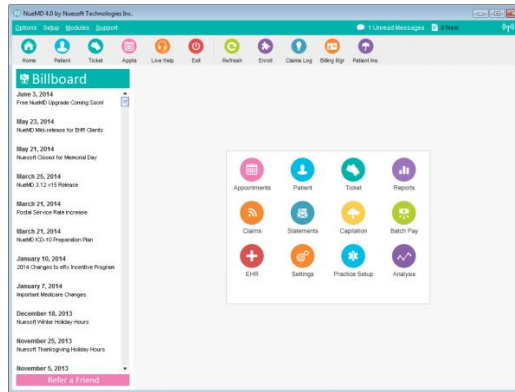 NueMD 4.0 by Nuesoft Technologies Inc.
Options Setup Modules Support
1 Unread Messages 0 New
Home Patient Ticket Appts Live Help Exit Refresh Enroll Claims Log Billing Mgr Patient Ins.
Billboard
June 3, 2014
Free NueMD Upgrade Coming Soon!
May 23, 2014
NueMD Mini-release for EHR Clients
May 21, 2014
Nuesoft Closed for Memorial Day
March 25, 2014
NueMD 3.12 v15 Release
March 21, 2014
Postal Service Rate Increase
March 21, 2014
NueMD ICD-10 Preparation Plan
January 10, 2014
2014 Changes to eRx Incentive Program
January 7, 2014
Important Medicare Changes
December 18, 2013
Nuesoft Winter Holiday Hours
November 25, 2013
Nuesoft Thanksgiving Holiday Hours
November 5, 2013
Refer a Friend
Appointments Patient Ticket Reports
Claims Statements Capitation Batch Pay
EHR Settings Practice Setup Analysis